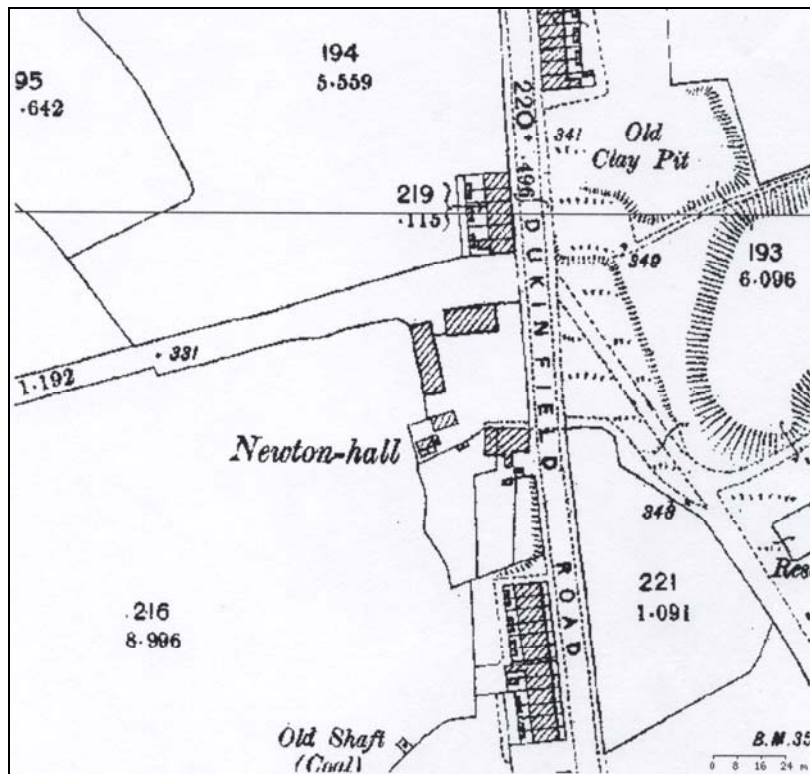 194
5·559
95
·642
220
·496
341
Old
Clay Pit
219
·115
349
193
6·096
DUKINFIELD ROAD
331
1·192
Newton-hall
348
Res
221
1·091
·216
8·996
Old Shaft
(Coal)
B.M.35
0 8 16 24 m